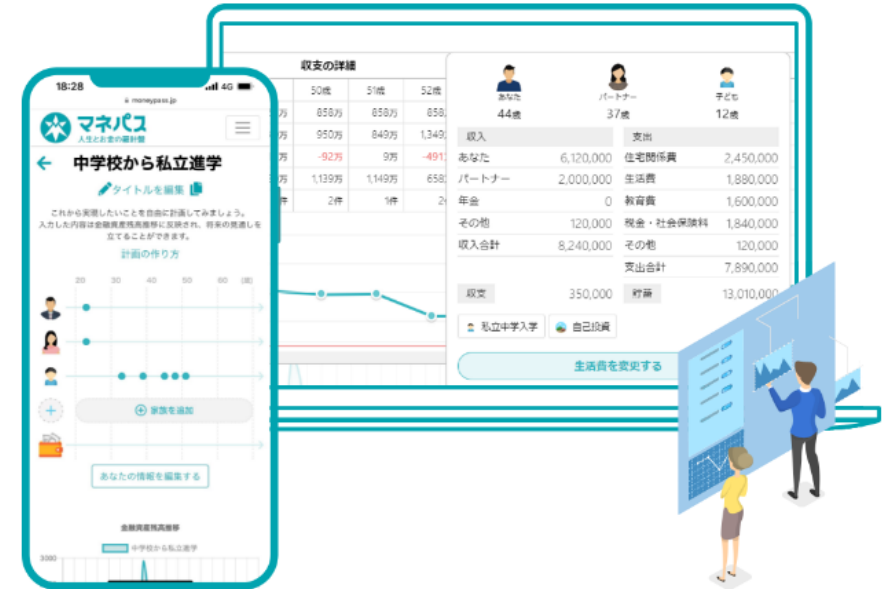 18:28
4G
moneypass.jp
マネパス
人生とお金の羅針盤
中学校から私立進学
タイトルを編集
これから実現したいことを自由に計画してみましょう。
入力した内容は金融資産残高推移に反映され、将来の見通しを
立てることができます。
計画の作り方
20 30 40 50 60 (歳)
家族を追加
あなたの情報を編集する
金融資産残高推移
中学校から私立進学
3000
収支の詳細
50歳 51歳 52歳
858万 858万 858
950万 849万 1,349
-92万 9万 -491
1,139万 1,149万 658
2件 1件
あなた パートナー 子ども
44歳 37歳 12歳
収入 支出
あなた 6,120,000 住宅関係費 2,450,000
パートナー 2,000,000 生活費 1,880,000
年金 0 教育費 1,600,000
その他 120,000 税金・社会保険料 1,840,000
収入合計 8,240,000 その他 120,000
支出合計 7,890,000
収支 350,000 貯蓄 13,010,000
私立中学入学 自己投資
生活費を変更する